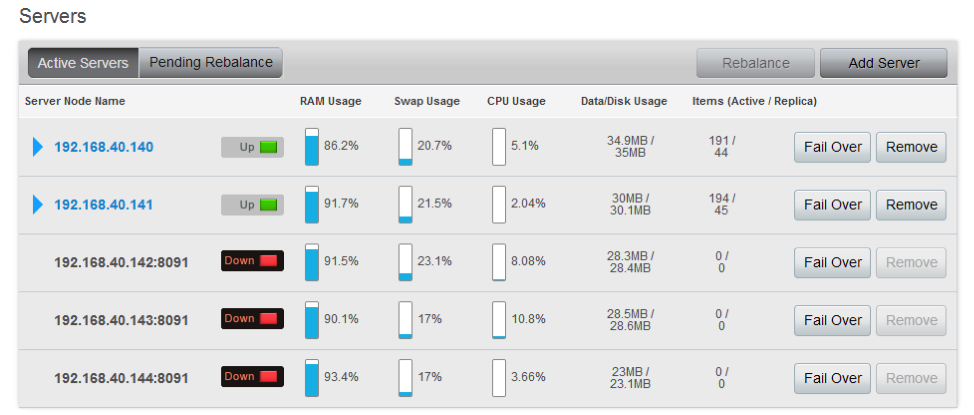 Servers
Active Servers Pending Rebalance Rebalance Add Server
Server Node Name RAM Usage Swap Usage CPU Usage Data/Disk Usage Items (Active / Replica)
192.168.40.140 Up 86.2% 20.7% 5.1% 34.9MB / 191 / Fail Over Remove
35MB 44
192.168.40.141 Up 91.7% 21.5% 2.04% 30MB / 194 / Fail Over Remove
30.1MB 45
192.168.40.142:8091 Down 91.5% 23.1% 8.08% 28.3MB / 0 / Fail Over Remove
28.4MB 0
192.168.40.143:8091 Down 90.1% 17% 10.8% 28.5MB / 0 / Fail Over Remove
28.6MB 0
192.168.40.144:8091 Down 93.4% 17% 3.66% 23MB / 0 / Fail Over Remove
23.1MB 0